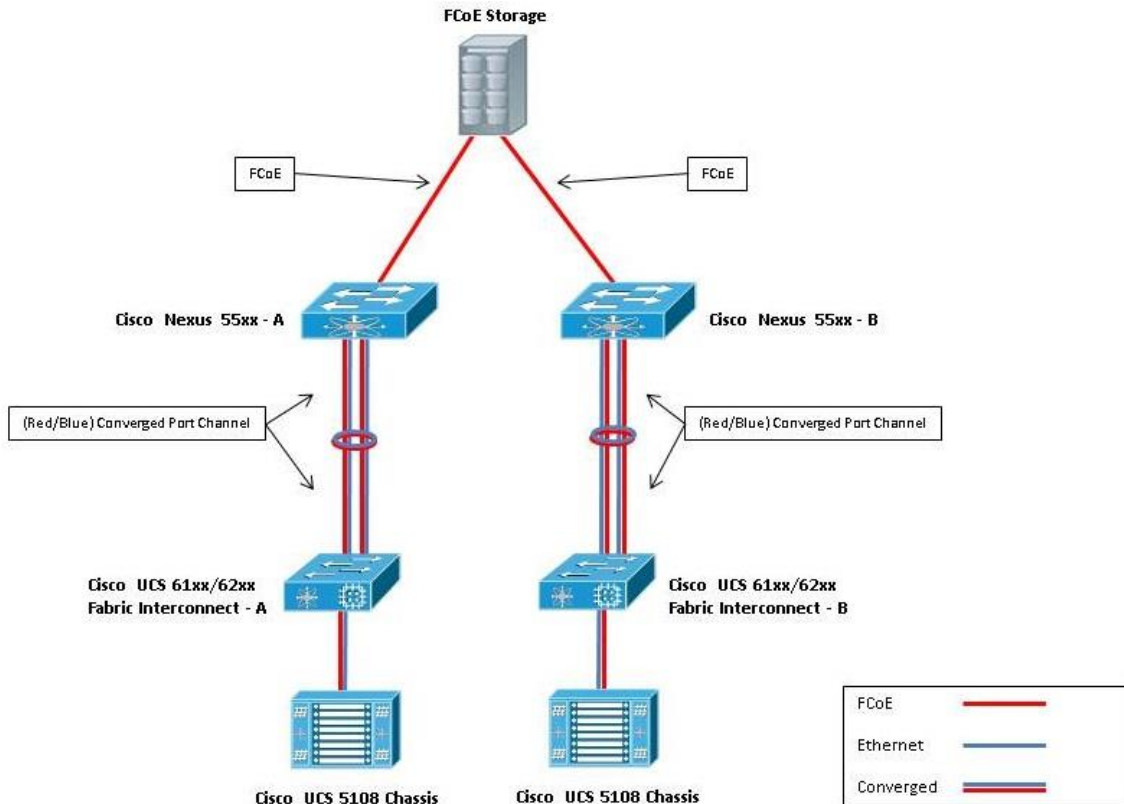 FCoE Storage
FCoE
FCoE
Cisco Nexus 55xx - A
Cisco Nexus 55xx - B
(Red/Blue) Converged Port Channel
(Red/Blue) Converged Port Channel
Cisco UCS 61xx/62xx
Fabric Interconnect - A
Cisco UCS 61xx/62xx
Fabric Interconnect - B
Cisco UCS 5108 Chassis
Cisco UCS 5108 Chassis
FCoE
Ethernet
Converged